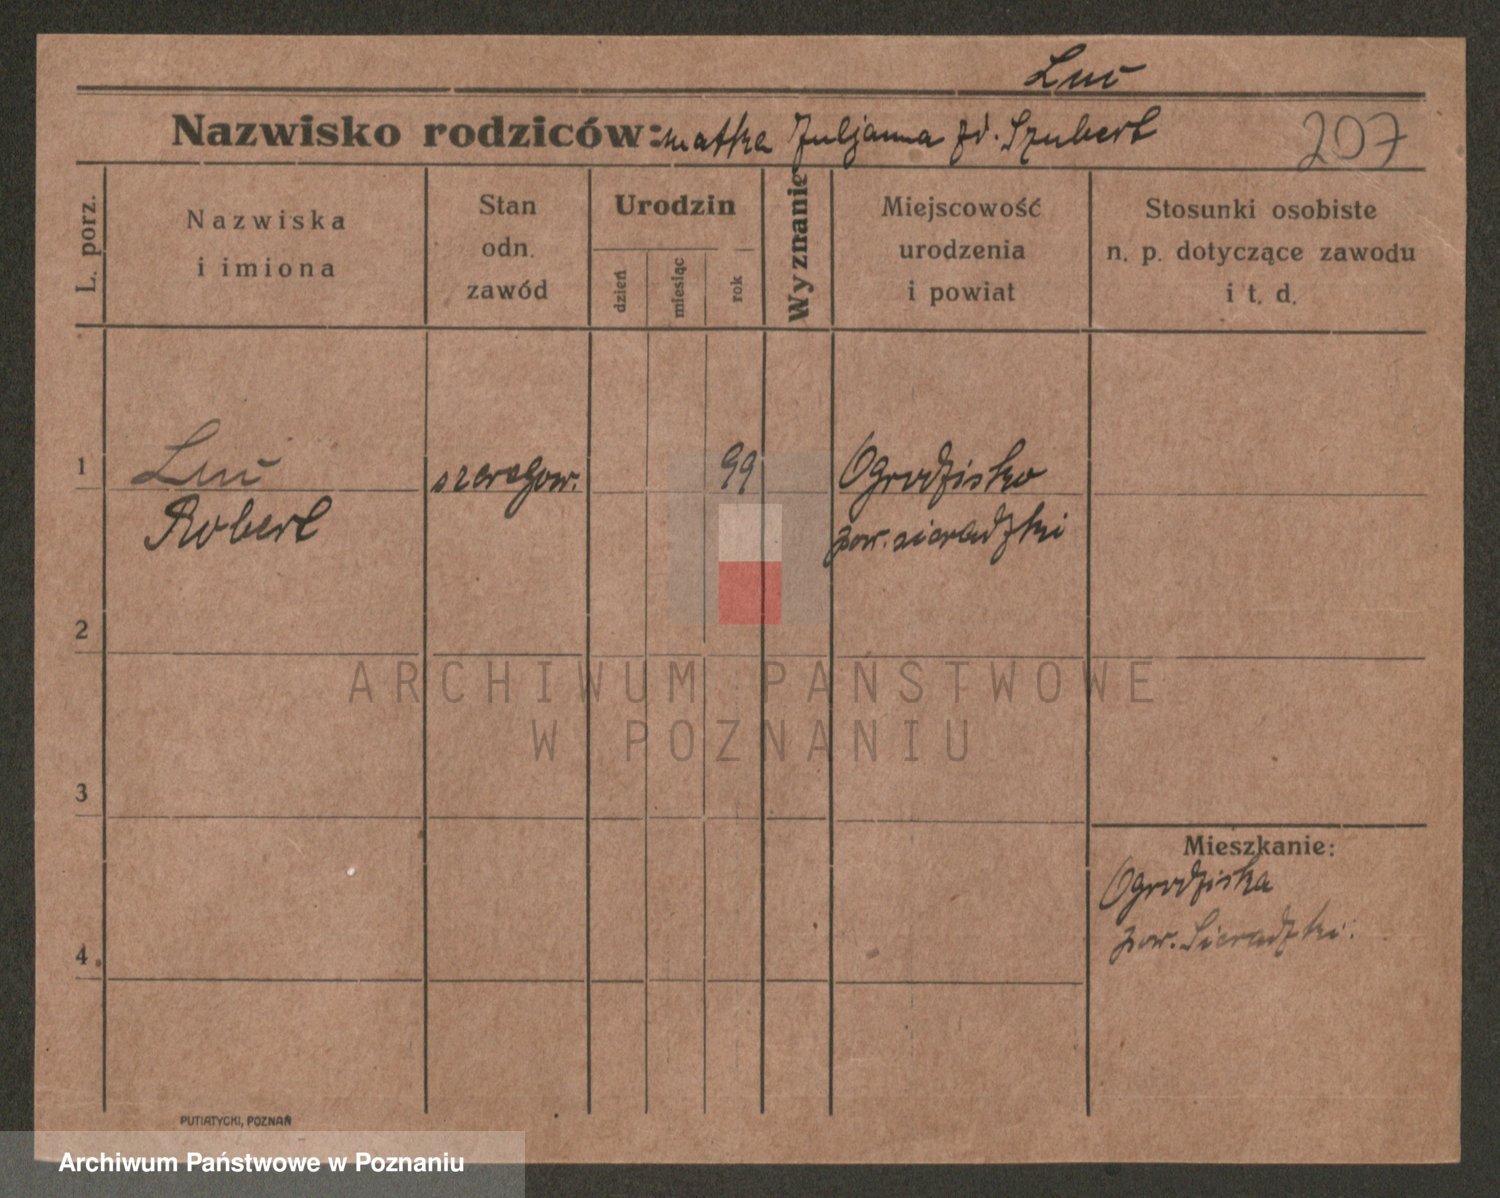 Luć
Nazwisko rodziców: matka Juljanna zd. Szubert
207
L. porz.
Nazwiska
i imiona
Stan
odn.
zawód
Urodzin
dzień
miesiąc
rok
Wyznanie
Miejscowość
urodzenia
i powiat
Stosunki osobiste
n. p. dotyczące zawodu
i t. d.
1
Luć
Robert
szeregow.
99
Ogrodzisko
pow. sieradzki
2
3
4
Mieszkanie:
Ogrodziska
pow. Sieradzki.
PUTIATYCKI, POZNAŃ
ARCHIWUM PAŃSTWOWE
W POZNANIU
Archiwum Państwowe w Poznaniu